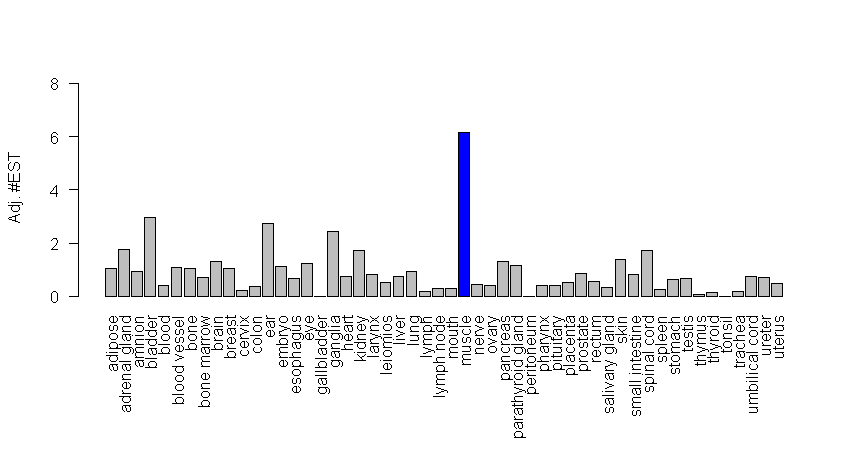 Adj. #EST
8
6
4
2
0
adipose
adrenal gland
amnion
bladder
blood
blood vessel
bone
bone marrow
brain
breast
cervix
colon
ear
embryo
esophagus
eye
gallbladder
ganglia
heart
kidney
larynx
leiomios
liver
lung
lymph
lymph node
mouth
muscle
nerve
ovary
pancreas
parathyroid gland
peritoneum
pharynx
pituitary
placenta
prostate
rectum
salivary gland
skin
small intestine
spinal cord
spleen
stomach
testis
thymus
thyroid
tonsil
trachea
umbilical cord
ureter
uterus